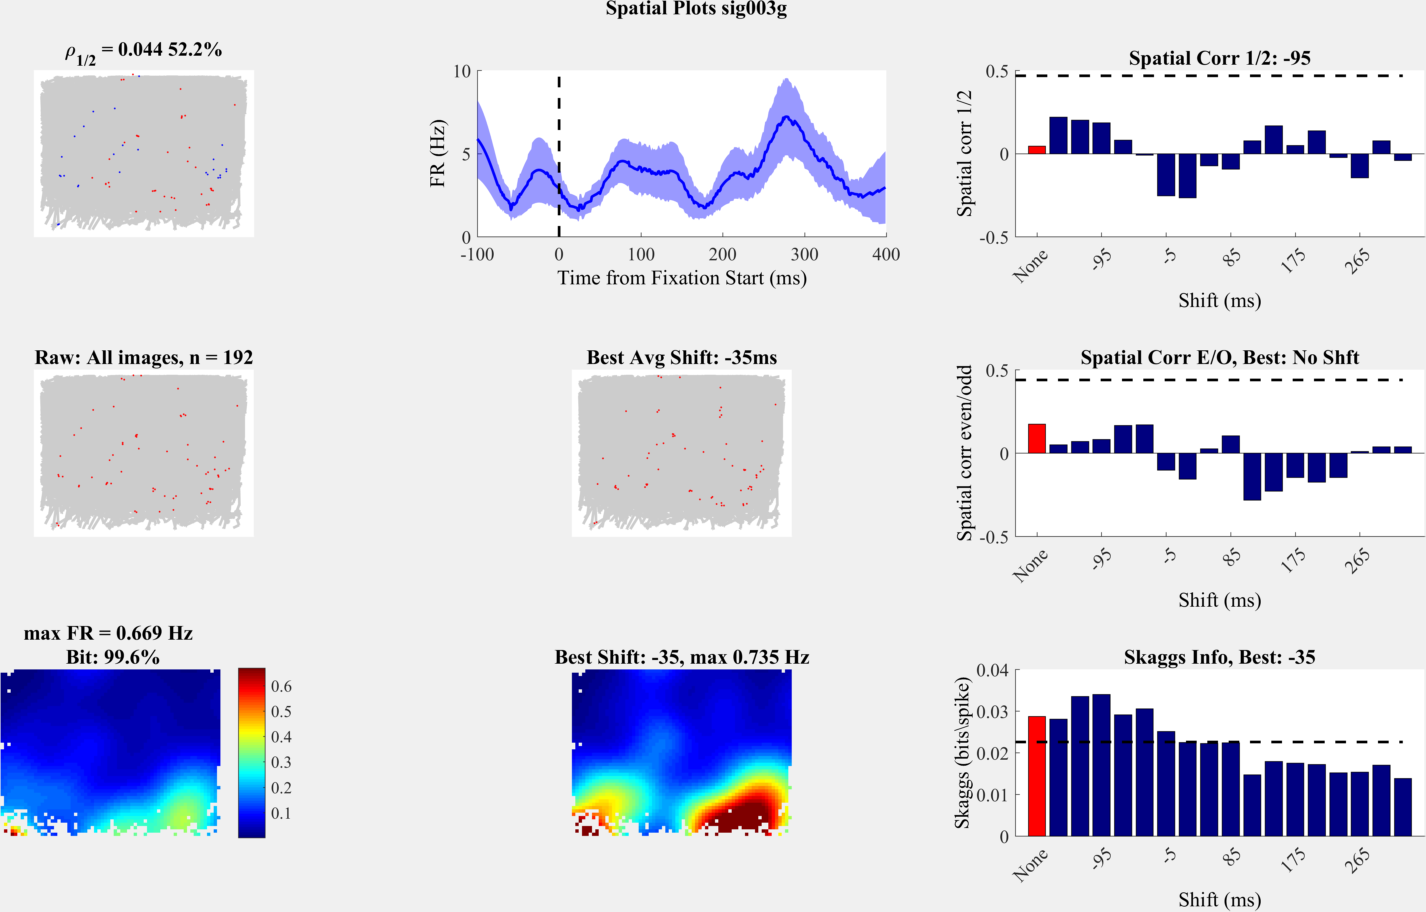 Spatial Plots sig003g
ρ1/2 = 0.044 52.2%
10
5
0
FR (Hz)
-100
0
100
200
300
400
Time from Fixation Start (ms)
Spatial Corr 1/2: -95
0.5
0
-0.5
Spatial corr 1/2
None
-95
-5
85
175
265
Shift (ms)
Raw: All images, n = 192
Best Avg Shift: -35ms
Spatial Corr E/O, Best: No Shft
0.5
0
-0.5
Spatial corr even/odd
None
-95
-5
85
175
265
Shift (ms)
max FR = 0.669 Hz
Bit: 99.6%
0.6
0.5
0.4
0.3
0.2
0.1
Best Shift: -35, max 0.735 Hz
Skaggs Info, Best: -35
0.04
0.03
0.02
0.01
0
Skaggs (bits\spike)
None
-95
-5
85
175
265
Shift (ms)